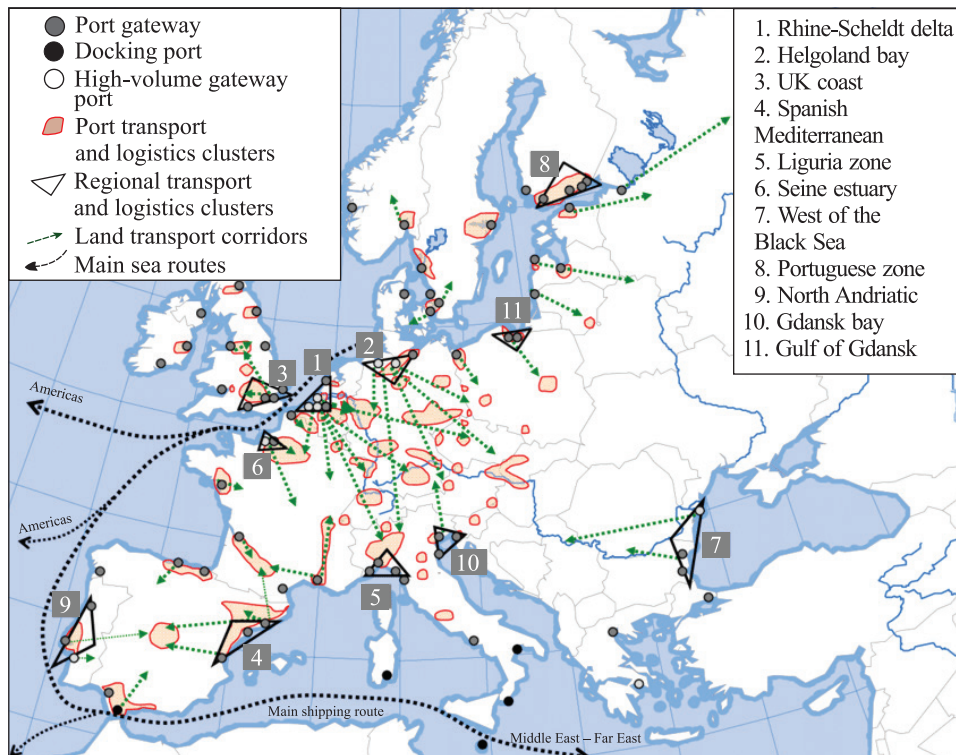 Port gateway
Docking port
High-volume gateway
port
Port transport
and logistics clusters
Regional transport
and logistics clusters
Land transport corridors
Main sea routes
1. Rhine-Scheldt delta
2. Helgoland bay
3. UK coast
4. Spanish
Mediterranean
5. Liguria zone
6. Seine estuary
7. West of the
Black Sea
8. Portuguese zone
9. North Andriatic
10. Gdansk bay
11. Gulf of Gdansk
8
11
2
1
3
Americas
6
Americas
7
10
5
9
4
Main shipping route
Middle East – Far East